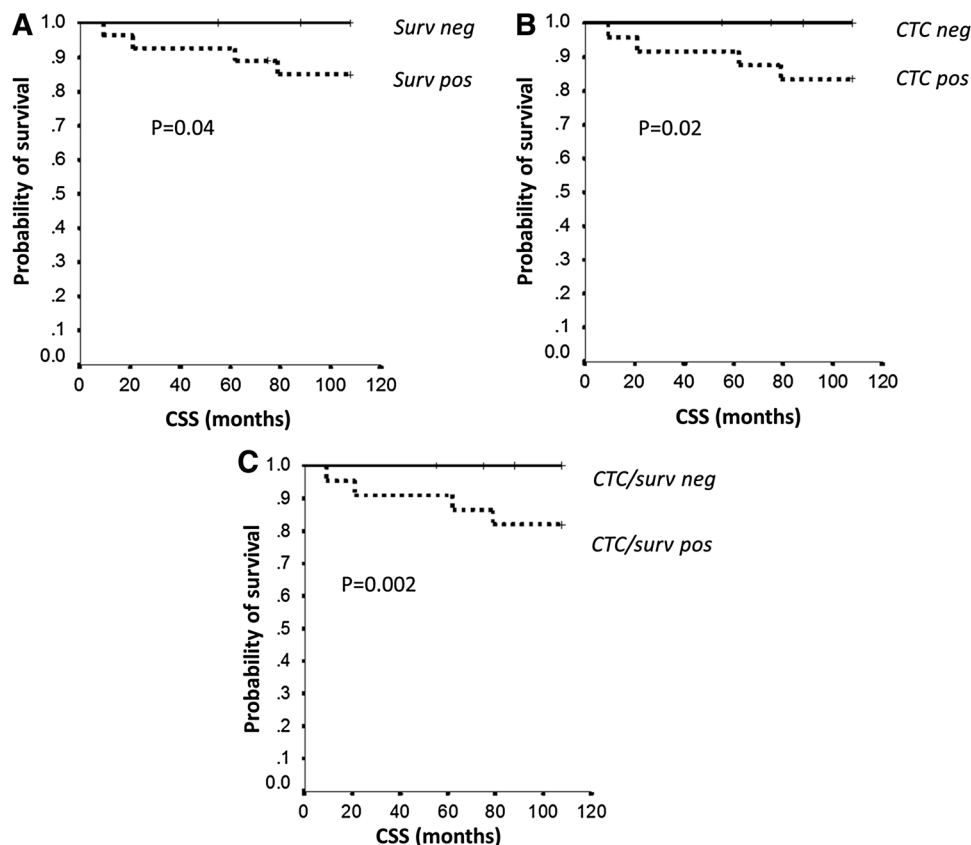 A
Probability of survival
1.0
.9
.8
.7
.6
.5
.4
.3
.2
.1
0.0
Surv neg
Surv pos
P=0.04
0 20 40 60 80 100 120
CSS (months)
B
Probability of survival
1.0
.9
.8
.7
.6
.5
.4
.3
.2
.1
0.0
CTC neg
CTC pos
P=0.02
0 20 40 60 80 100 120
CSS (months)
C
Probability of survival
1.0
.9
.8
.7
.6
.5
.4
.3
.2
.1
0.0
CTC/surv neg
CTC/surv pos
P=0.002
0 20 40 60 80 100 120
CSS (months)